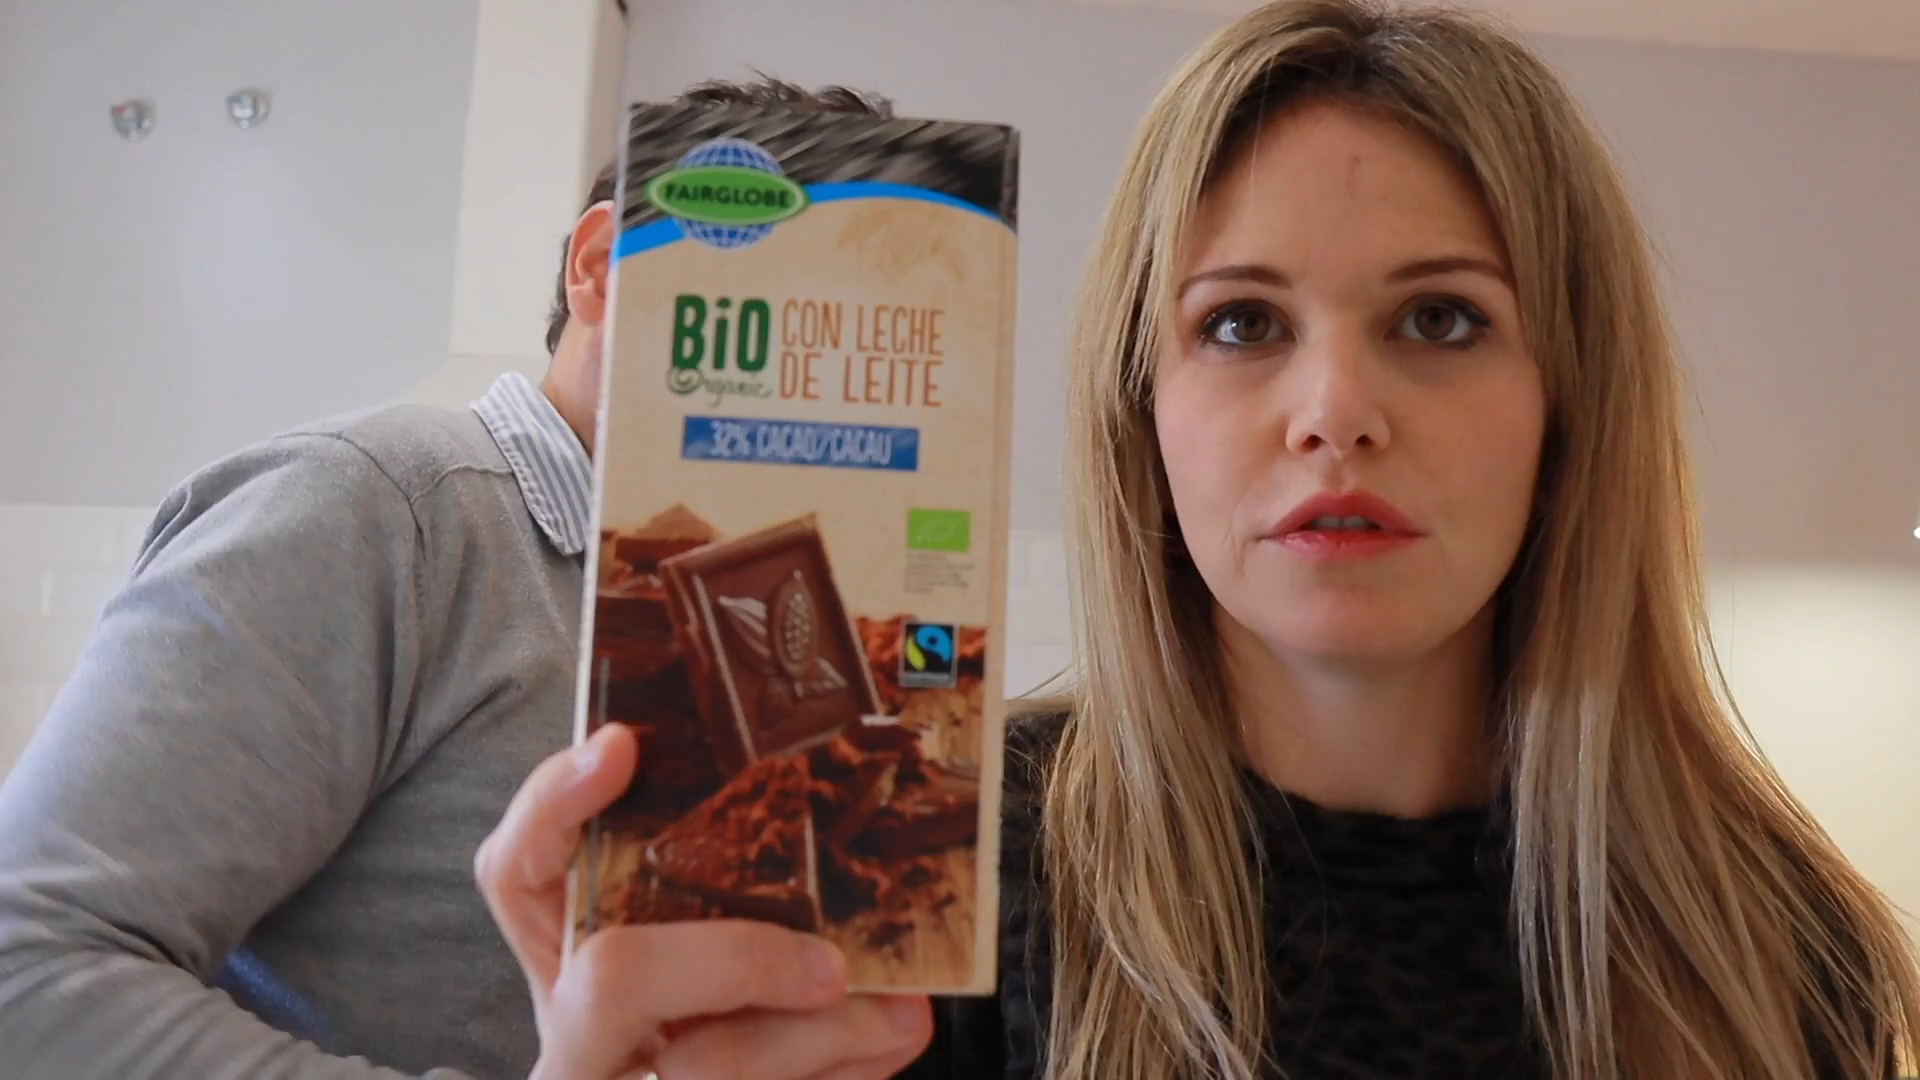 FAIRGLOBE
BiO CON LECHE
Organic DE LEITE
32% CACAO/CACAU